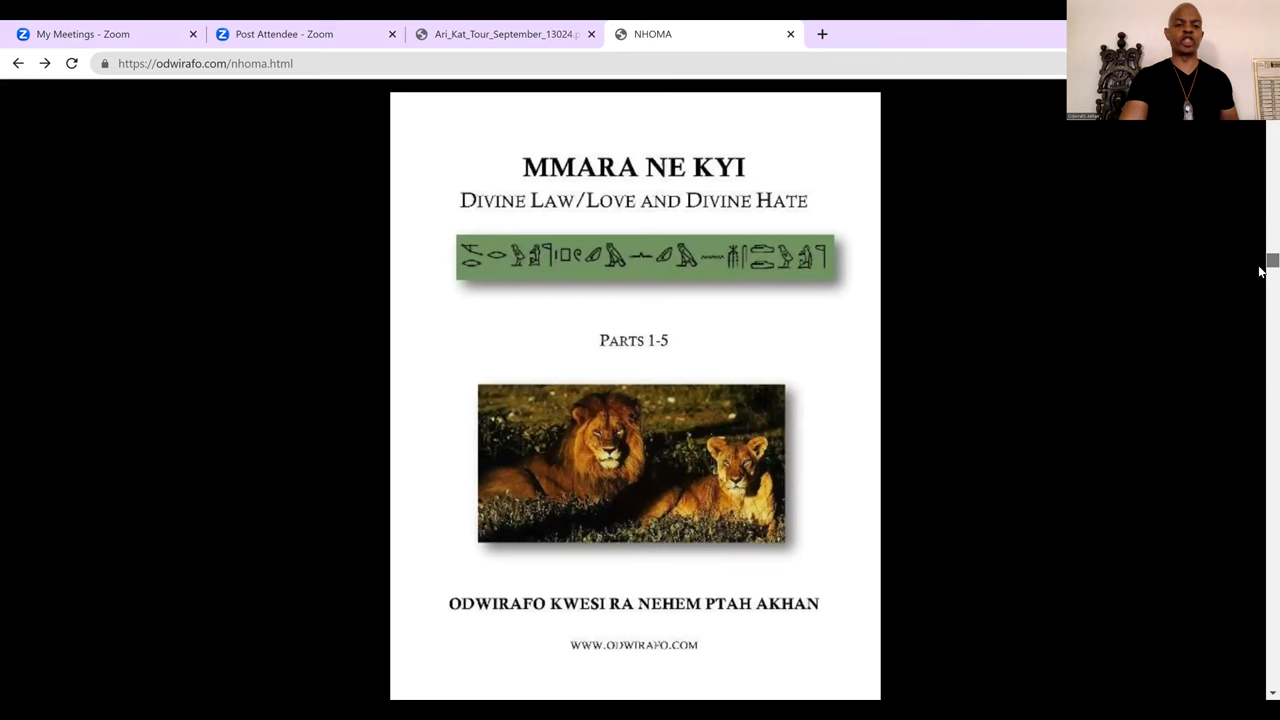 My Meetings - Zoom
Post Attendee - Zoom
Ari_Kat_Tour_September_13024.p
NHOMA
https://odwirafo.com/nhoma.html
MMARA NE KYI
DIVINE LAW/LOVE AND DIVINE HATE
PARTS 1-5
ODWIRAFO KWESI RA NEHEM PTAH AKHAN
WWW.ODWIRAFO.COM